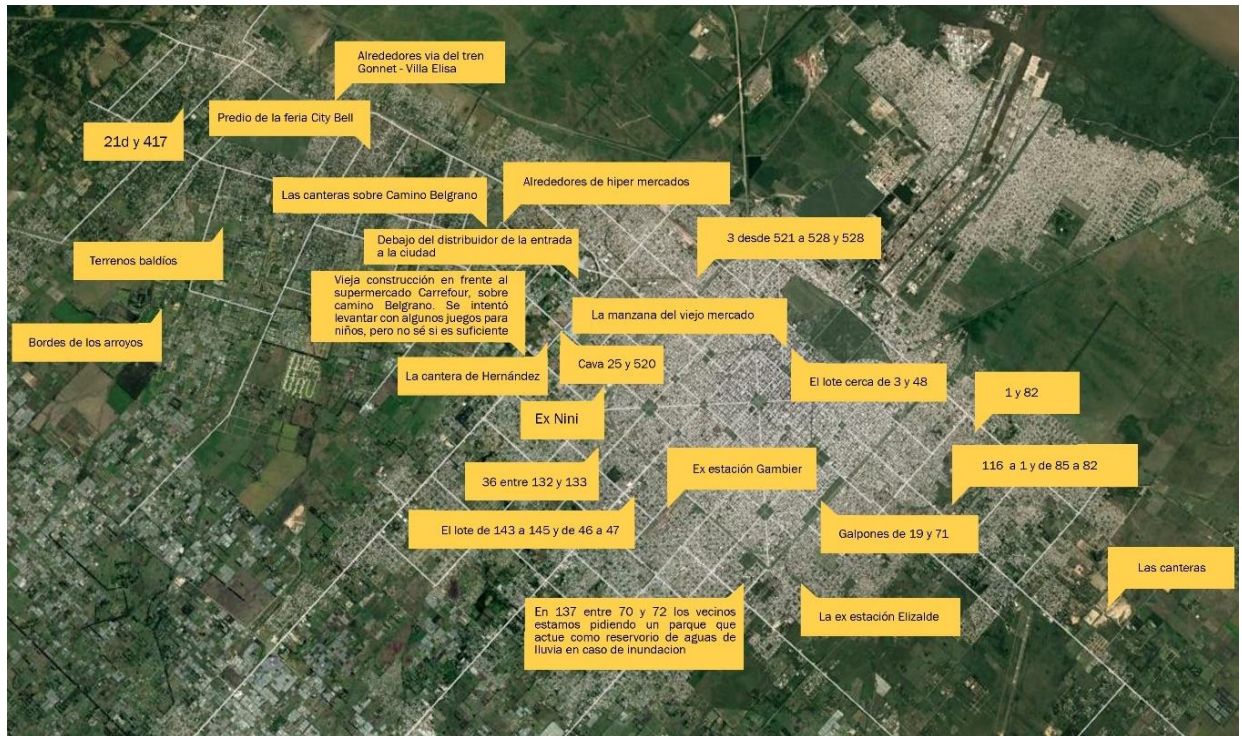 Alrededores via del tren
Gonnet - Villa Elisa
Predio de la feria City Bell
21d y 417
Las canteras sobre Camino Belgrano
Alrededores de hiper mercados
Debajo del distribuidor de la entrada
a la ciudad
3 desde 521 a 528 y 528
Terrenos baldíos
Vieja construcción en frente al
supermercado Carrefour, sobre
camino Belgrano. Se intentó
levantar con algunos juegos para
niños, pero no sé si es suficiente
La manzana del viejo mercado
Bordes de los arroyos
La cantera de Hernández
Cava 25 y 520
El lote cerca de 3 y 48
1 y 82
Ex Nini
36 entre 132 y 133
Ex estación Gambier
116 a 1 y de 85 a 82
El lote de 143 a 145 y de 46 a 47
Galpones de 19 y 71
Las canteras
En 137 entre 70 y 72 los vecinos
estamos pidiendo un parque que
actue como reservorio de aguas de
lluvia en caso de inundacion
La ex estación Elizalde